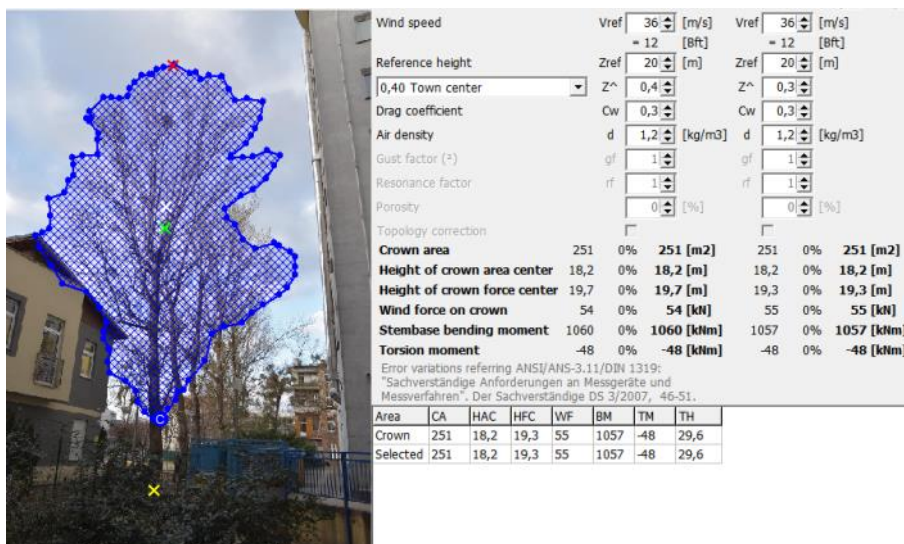 Wind speed Vref 36 [m/s] Vref 36 [m/s]
= 12 [Bft] = 12 [Bft]
Reference height Zref 20 [m] Zref 20 [m]
0,40 Town center Z^ 0,4 Z^ 0,3
Drag coefficient Cw 0,3 Cw 0,3
Air density d 1,2 [kg/m3] d 1,2 [kg/m3]
Gust factor (²) gf 1 gf 1
Resonance factor rf 1 rf 1
Porosity 0 [%] 0 [%]
Topology correction
Crown area 251 0% 251 [m2] 251 0% 251 [m2]
Height of crown area center 18,2 0% 18,2 [m] 18,2 0% 18,2 [m]
Height of crown force center 19,7 0% 19,7 [m] 19,3 0% 19,3 [m]
Wind force on crown 54 0% 54 [kN] 55 0% 55 [kN]
Stembase bending moment 1060 0% 1060 [kNm] 1057 0% 1057 [kNm]
Torsion moment -48 0% -48 [kNm] -48 0% -48 [kNm]
Error variations referring ANSI/ANS-3.11/DIN 1319:
"Sachverständige Anforderungen an Messgeräte und
Messverfahren". Der Sachverständige DS 3/2007, 46-51.
Area CA HAC HFC WF BM TM TH
Crown 251 18,2 19,3 55 1057 -48 29,6
Selected 251 18,2 19,3 55 1057 -48 29,6
C